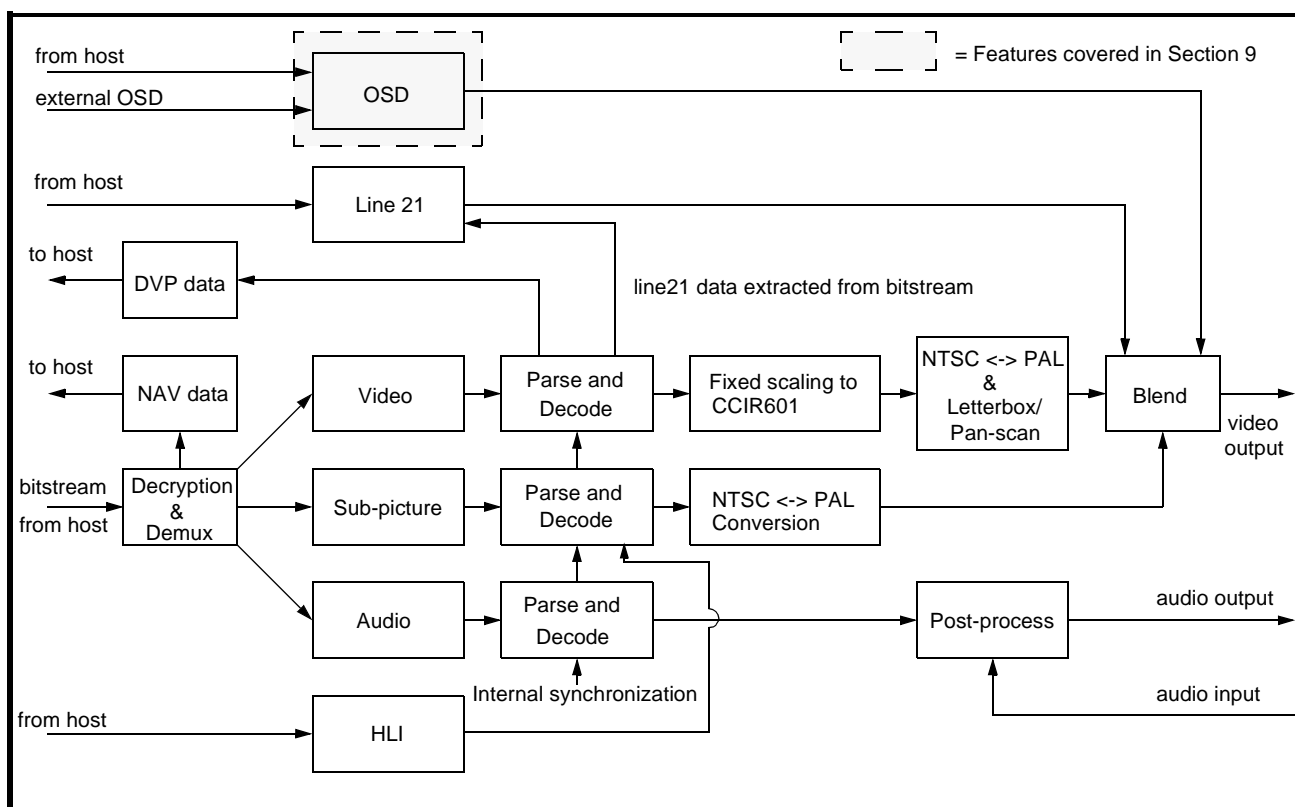 from host
external OSD
OSD
= Features covered in Section 9
from host
Line 21
to host
DVP data
line21 data extracted from bitstream
to host
NAV data
Video
Parse and
Decode
Fixed scaling to
CCIR601
NTSC <-> PAL
&
Letterbox/
Pan-scan
Blend
video
output
bitstream
from host
Decryption
&
Demux
Sub-picture
Parse and
Decode
NTSC <-> PAL
Conversion
Audio
Parse and
Decode
Post-process
audio output
Internal synchronization
audio input
from host
HLI